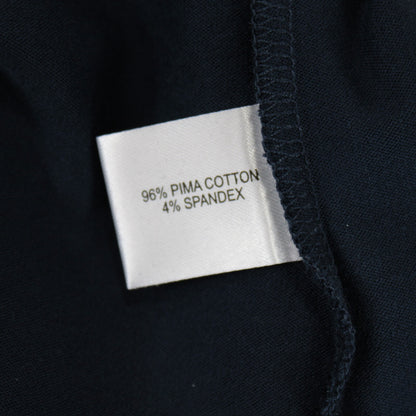 96% PIMA COTTON
4% SPANDEX